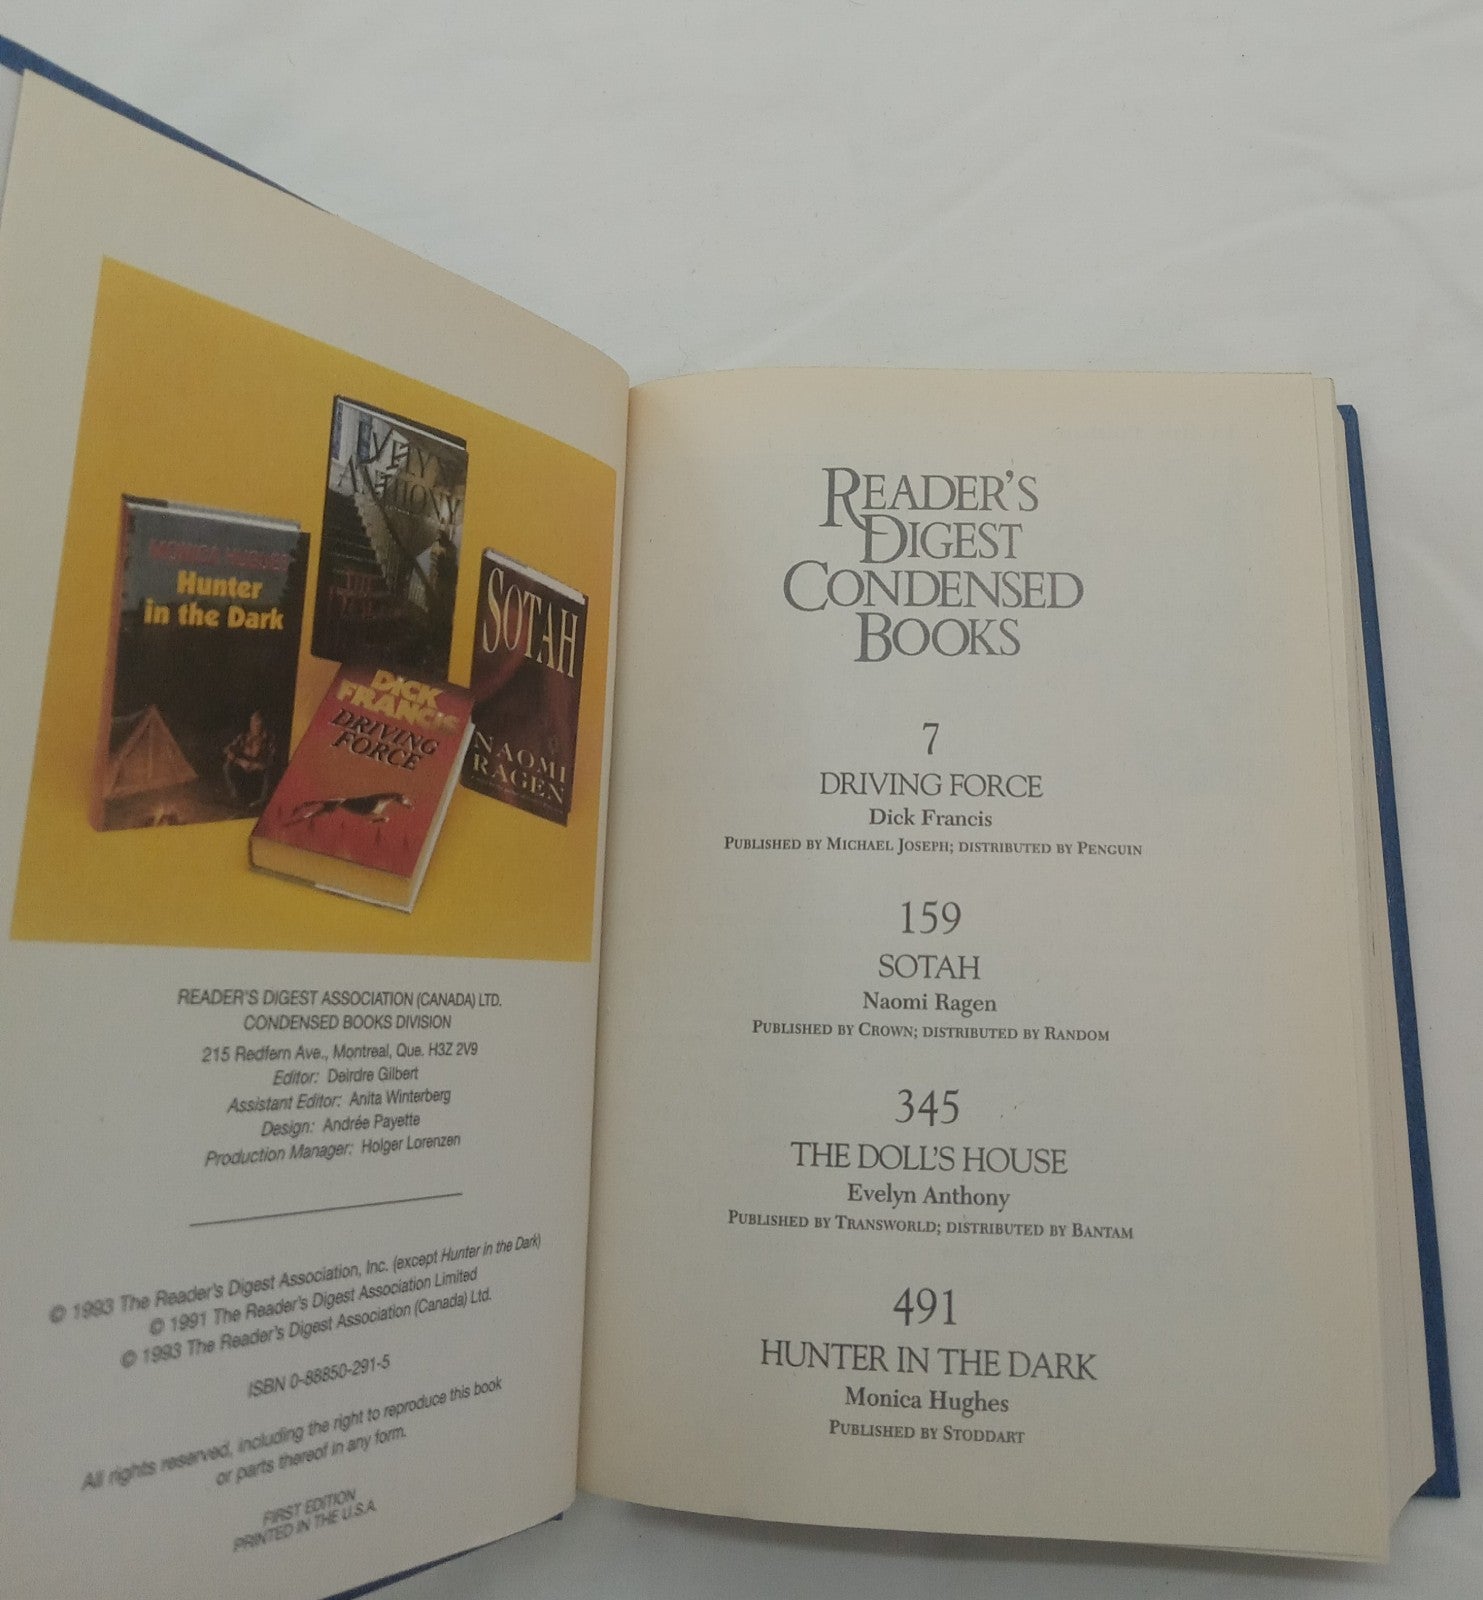 EVELYN
ANTHONY
THE
MONICA HUGHES
Hunter
in the Dark
SOTAH
NAOMI
RAGEN
DICK
FRANCIS
DRIVING
FORCE
READER'S DIGEST ASSOCIATION (CANADA) LTD.
CONDENSED BOOKS DIVISION
215 Redfern Ave., Montreal, Que. H3Z 2V9
Editor: Deirdre Gilbert
Assistant Editor: Anita Winterberg
Design: Andrée Payette
Production Manager: Holger Lorenzen
© 1993 The Reader's Digest Association, Inc. (except Hunter in the Dark)
© 1991 The Reader's Digest Association Limited
© 1993 The Reader's Digest Association (Canada) Ltd.
ISBN 0-88850-291-5
All rights reserved, including the right to reproduce this book
or parts thereof in any form.
FIRST EDITION
PRINTED IN THE U.S.A.
READER'S
DIGEST
CONDENSED
BOOKS
7
DRIVING FORCE
Dick Francis
PUBLISHED BY MICHAEL JOSEPH; DISTRIBUTED BY PENGUIN
159
SOTAH
Naomi Ragen
PUBLISHED BY CROWN; DISTRIBUTED BY RANDOM
345
THE DOLL'S HOUSE
Evelyn Anthony
PUBLISHED BY TRANSWORLD; DISTRIBUTED BY BANTAM
491
HUNTER IN THE DARK
Monica Hughes
PUBLISHED BY STODDART